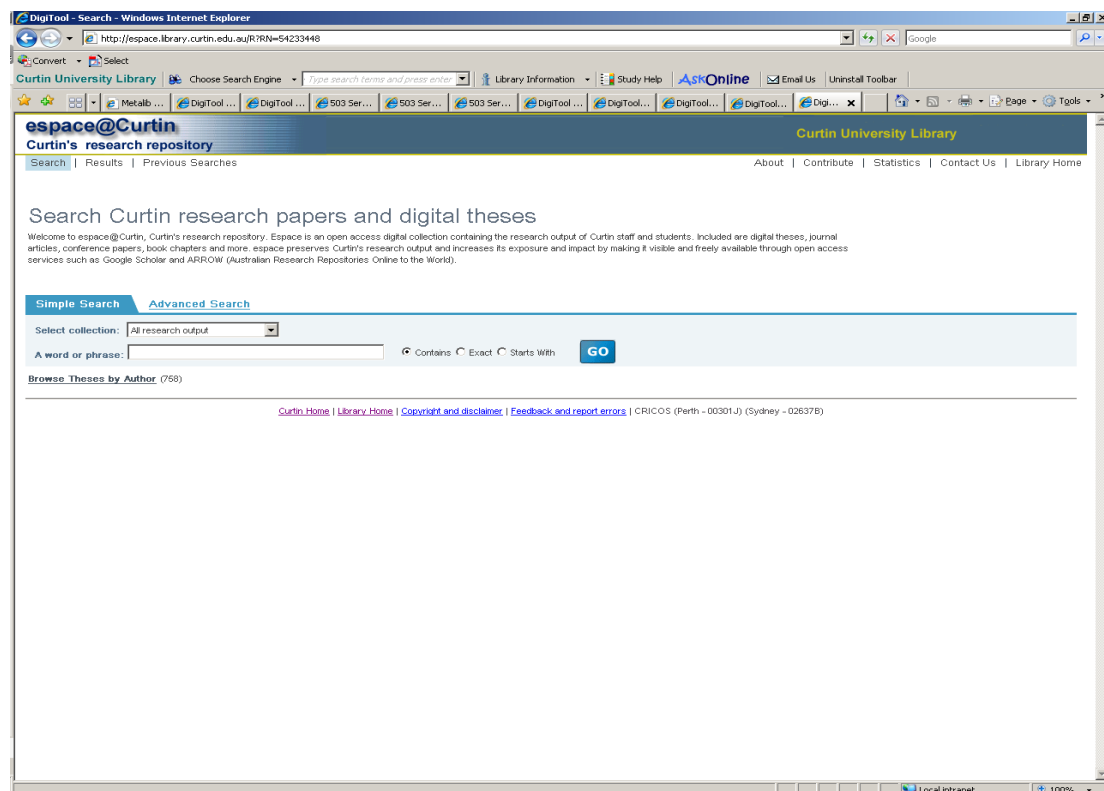 DigiTool - Search - Windows Internet Explorer
http://espace.library.curtin.edu.au/R?RN=54233448
Google
Convert Select
Curtin University Library Choose Search Engine Type search terms and press enter Library Information Study Help AskOnline Email Us Uninstall Toolbar
Metalib ... DigiTool ... DigiTool ... 503 Ser... 503 Ser... 503 Ser... DigiTool ... DigiTool... DigiTool... DigiTool... Digi... Page Tools
espace@Curtin
Curtin's research repository
Curtin University Library
Search | Results | Previous Searches
About | Contribute | Statistics | Contact Us | Library Home
Search Curtin research papers and digital theses
Welcome to espace@Curtin, Curtin's research repository. Espace is an open access digital collection containing the research output of Curtin staff and students. Included are digital theses, journal
articles, conference papers, book chapters and more. espace preserves Curtin's research output and increases its exposure and impact by making it visible and freely available through open access
services such as Google Scholar and ARROW (Australian Research Repositories Online to the World).
Simple Search Advanced Search
Select collection: All research output
A word or phrase: Contains Exact Starts With GO
Browse Theses by Author (758)
Curtin Home | Library Home | Copyright and disclaimer | Feedback and report errors | CRICOS (Perth - 00301J) (Sydney - 02637B)
Local intranet 100%